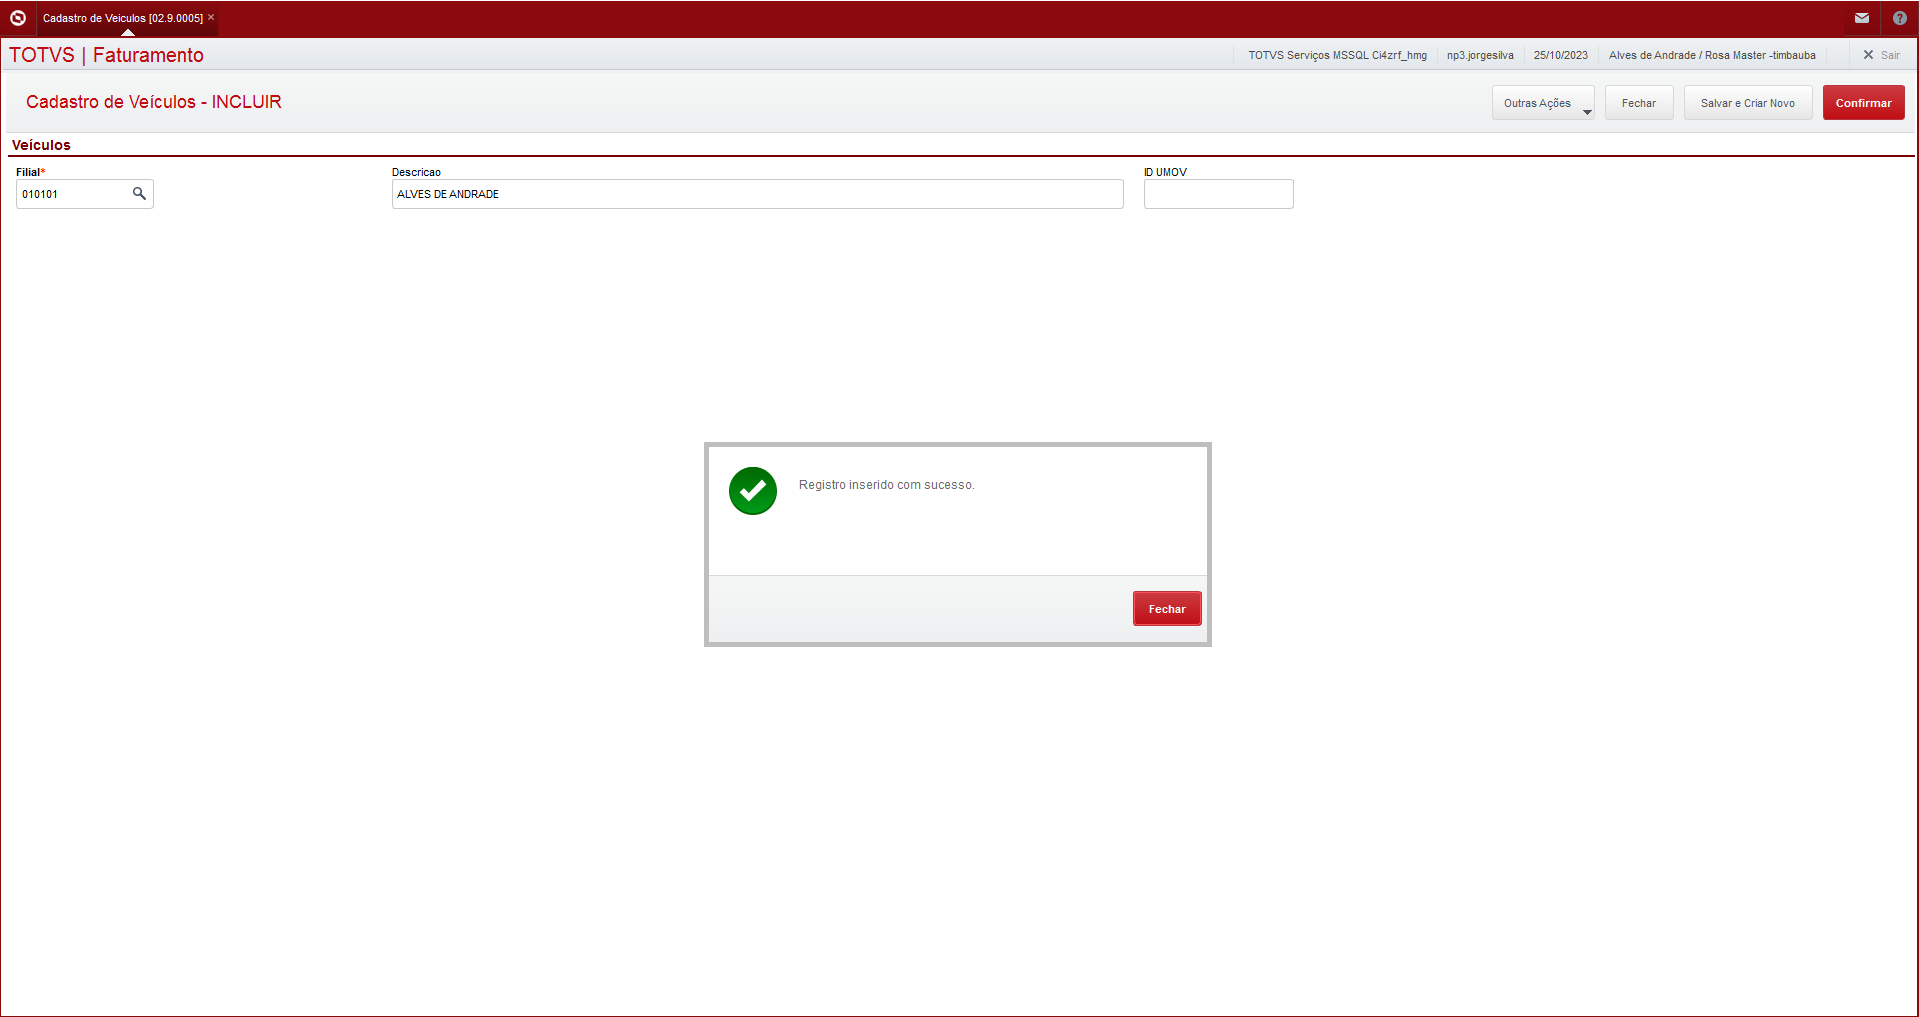 Cadastro de Veiculos [02.9.0005] ×
TOTVS | Faturamento
TOTVS Serviços MSSQL Ci4zrf_hmg np3.jorgesilva 25/10/2023 Alves de Andrade / Rosa Master -timbauba × Sair
Cadastro de Veículos - INCLUIR
Outras Ações Fechar Salvar e Criar Novo Confirmar
Veículos
Filial* Descricao ID UMOV
010101 ALVES DE ANDRADE
Registro inserido com sucesso.
Fechar